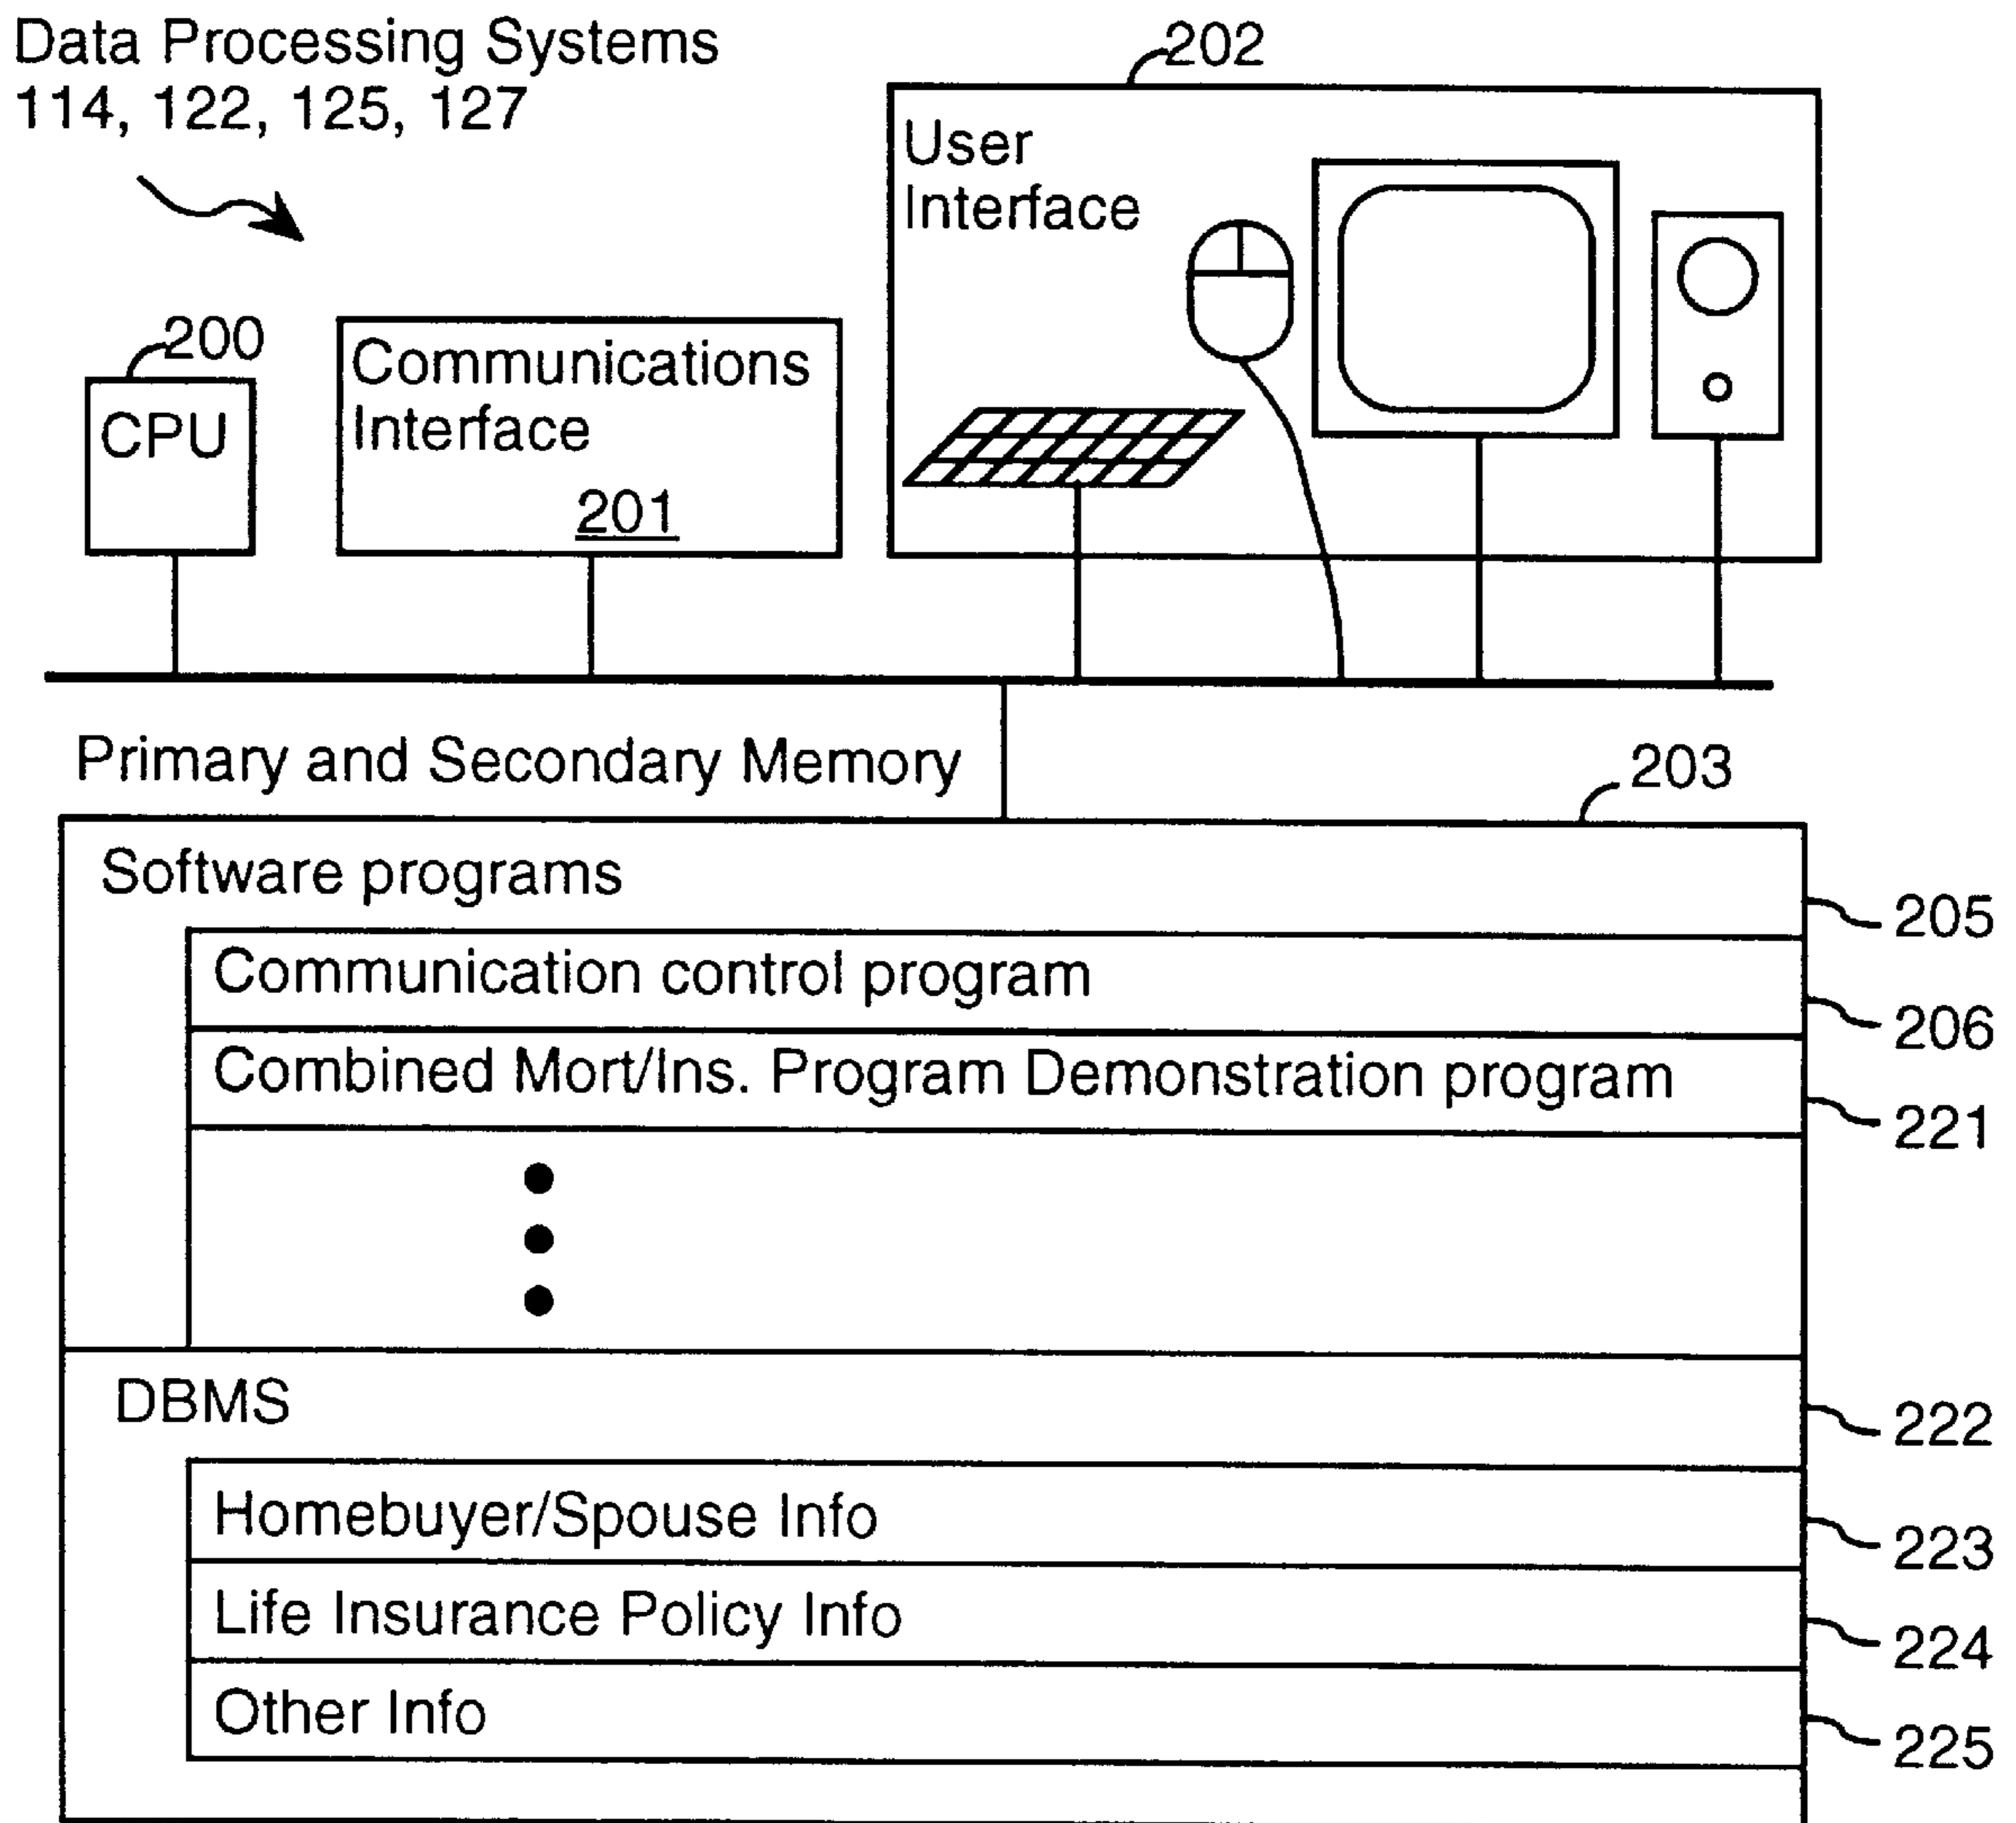 Data Processing Systems
114, 122, 125, 127
202
User
Interface
200
CPU
Communications
Interface
201
Primary and Secondary Memory
203
Software programs
205
Communication control program
206
Combined Mort/Ins. Program Demonstration program
221
DBMS
222
Homebuyer/Spouse Info
223
Life Insurance Policy Info
224
Other Info
225